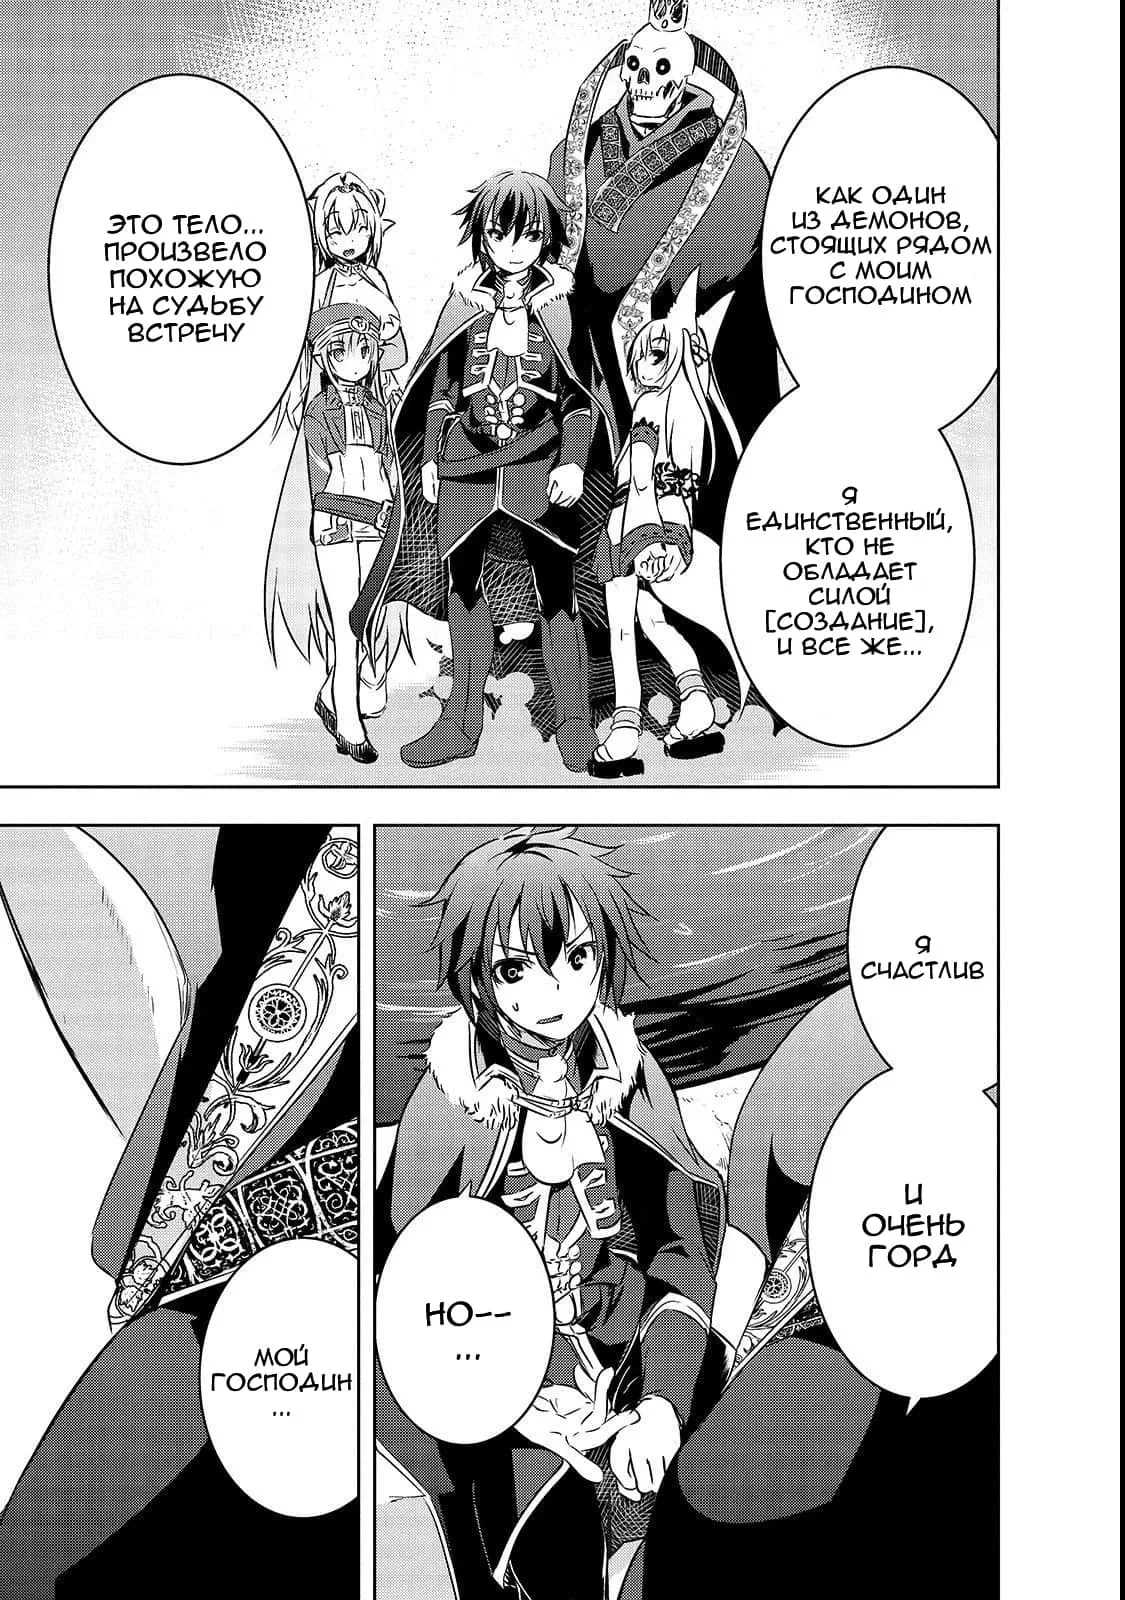 КАК ОДИН
ИЗ ДЕМОНОВ,
СТОЯЩИХ РЯДОМ
С МОИМ
ГОСПОДИНОМ
Я
ЕДИНСТВЕННЫЙ,
КТО НЕ
ОБЛАДАЕТ
СИЛОЙ
[СОЗДАНИЕ],
И ВСЕ ЖЕ...
ЭТО ТЕЛО...
ПРОИЗВЕЛО
ПОХОЖУЮ
НА СУДЬБУ
ВСТРЕЧУ
Я
СЧАСТЛИВ
И
ОЧЕНЬ
ГОРД
НО--
...
МОЙ
ГОСПОДИН
...